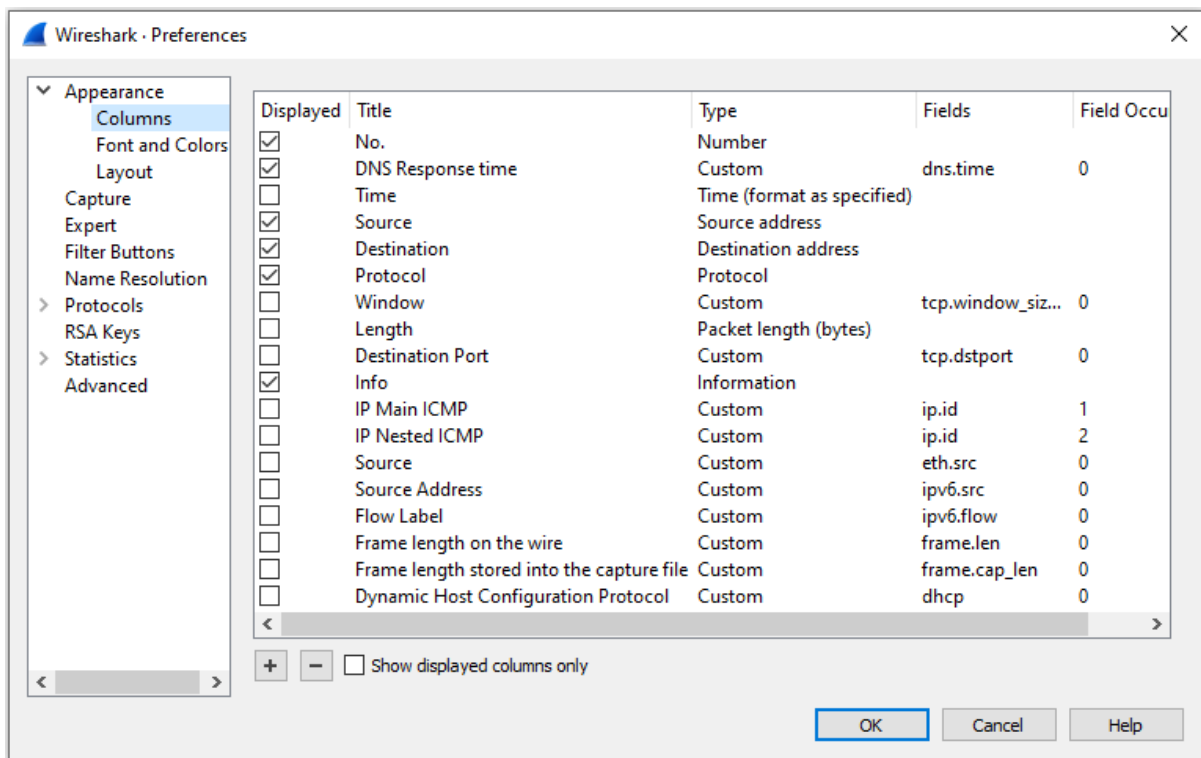 Wireshark · Preferences
Appearance
Columns
Font and Colors
Layout
Capture
Expert
Filter Buttons
Name Resolution
Protocols
RSA Keys
Statistics
Advanced
Displayed Title Type Fields Field Occu
No. Number
DNS Response time Custom dns.time 0
Time Time (format as specified)
Source Source address
Destination Destination address
Protocol Protocol
Window Custom tcp.window_siz... 0
Length Packet length (bytes)
Destination Port Custom tcp.dstport 0
Info Information
IP Main ICMP Custom ip.id 1
IP Nested ICMP Custom ip.id 2
Source Custom eth.src 0
Source Address Custom ipv6.src 0
Flow Label Custom ipv6.flow 0
Frame length on the wire Custom frame.len 0
Frame length stored into the capture file Custom frame.cap_len 0
Dynamic Host Configuration Protocol Custom dhcp 0
Show displayed columns only
OK Cancel Help